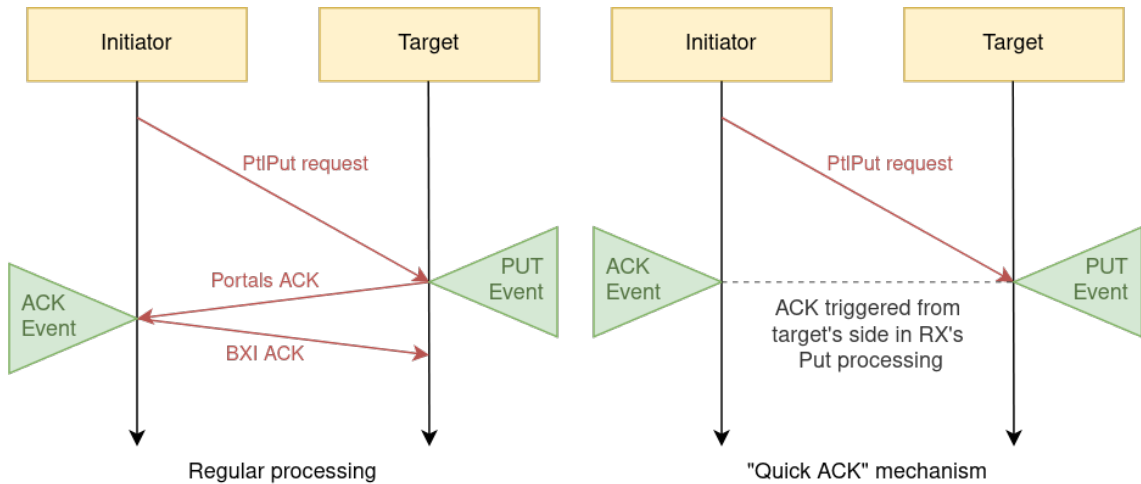 Initiator
Target
PtlPut request
Portals ACK
PUT
Event
ACK
Event
BXI ACK
Regular processing
Initiator
Target
PtlPut request
ACK
Event
PUT
Event
ACK triggered from
target's side in RX's
Put processing
"Quick ACK" mechanism